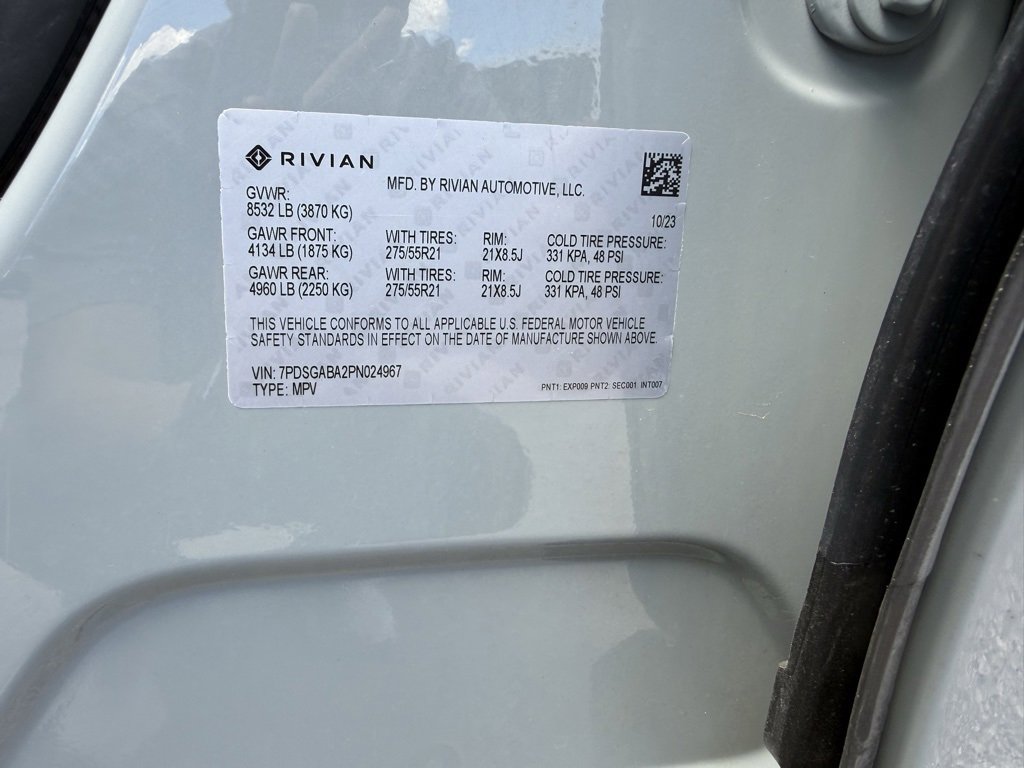 RIVIAN
MFD. BY RIVIAN AUTOMOTIVE, LLC.
GVWR:
8532 LB (3870 KG)
10/23
GAWR FRONT: WITH TIRES: RIM: COLD TIRE PRESSURE:
4134 LB (1875 KG) 275/55R21 21X8.5J 331 KPA, 48 PSI
GAWR REAR: WITH TIRES: RIM: COLD TIRE PRESSURE:
4960 LB (2250 KG) 275/55R21 21X8.5J 331 KPA, 48 PSI
THIS VEHICLE CONFORMS TO ALL APPLICABLE U.S. FEDERAL MOTOR VEHICLE
SAFETY STANDARDS IN EFFECT ON THE DATE OF MANUFACTURE SHOWN ABOVE.
VIN: 7PDSGABA2PN024967
TYPE: MPV
PNT1: EXP009 PNT2: SEC001 INT007